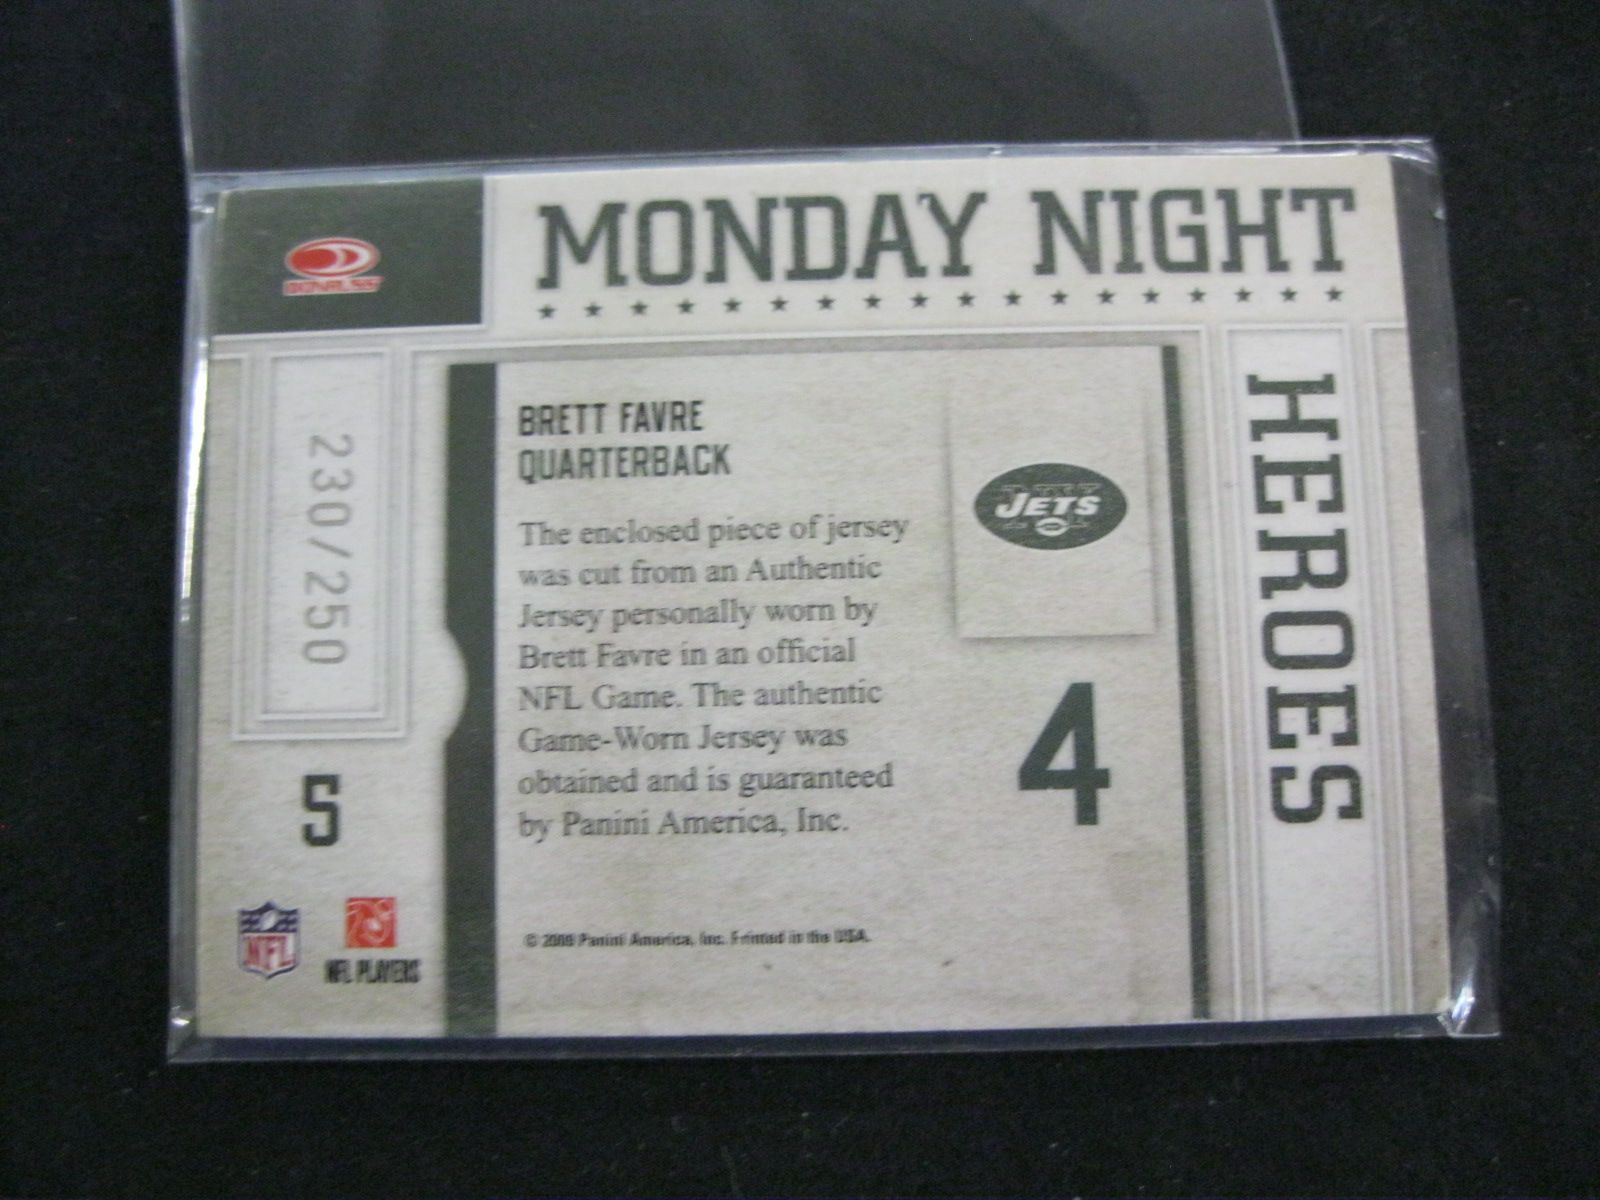 DONRUSS
MONDAY NIGHT
HEROES
230/250
BRETT FAVRE
QUARTERBACK
The enclosed piece of jersey
was cut from an Authentic
Jersey personally worn by
Brett Favre in an official
NFL Game. The authentic
Game-Worn Jersey was
obtained and is guaranteed
by Panini America, Inc.
JETS
4
5
NFL
NFL PLAYERS
© 2009 Panini America, Inc. Printed in the USA.